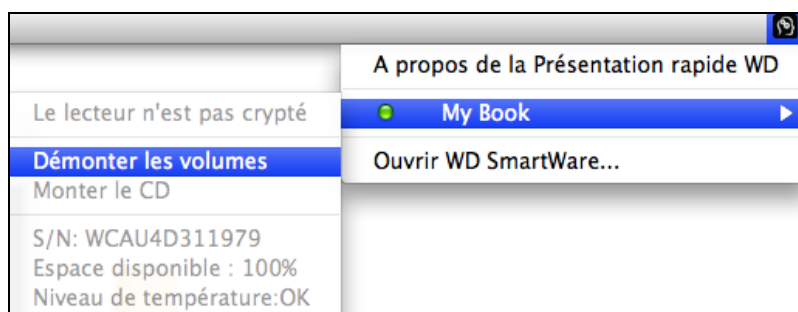 A propos de la Présentation rapide WD
My Book
Ouvrir WD SmartWare...
Le lecteur n'est pas crypté
Démonter les volumes
Monter le CD
S/N: WCAU4D311979
Espace disponible : 100%
Niveau de température:OK